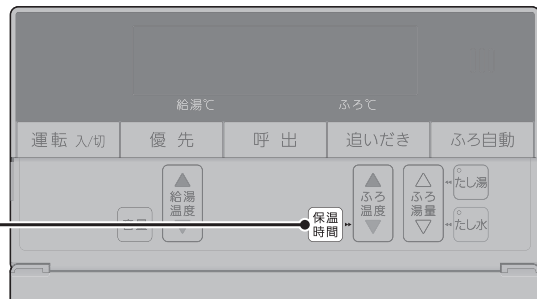 給湯℃
ふろ℃
運転 入/切
優先
呼出
追いだき
ふろ自動
音量
給湯
温度
保温
時間
ふろ
温度
ふろ
湯量
たし湯
たし水